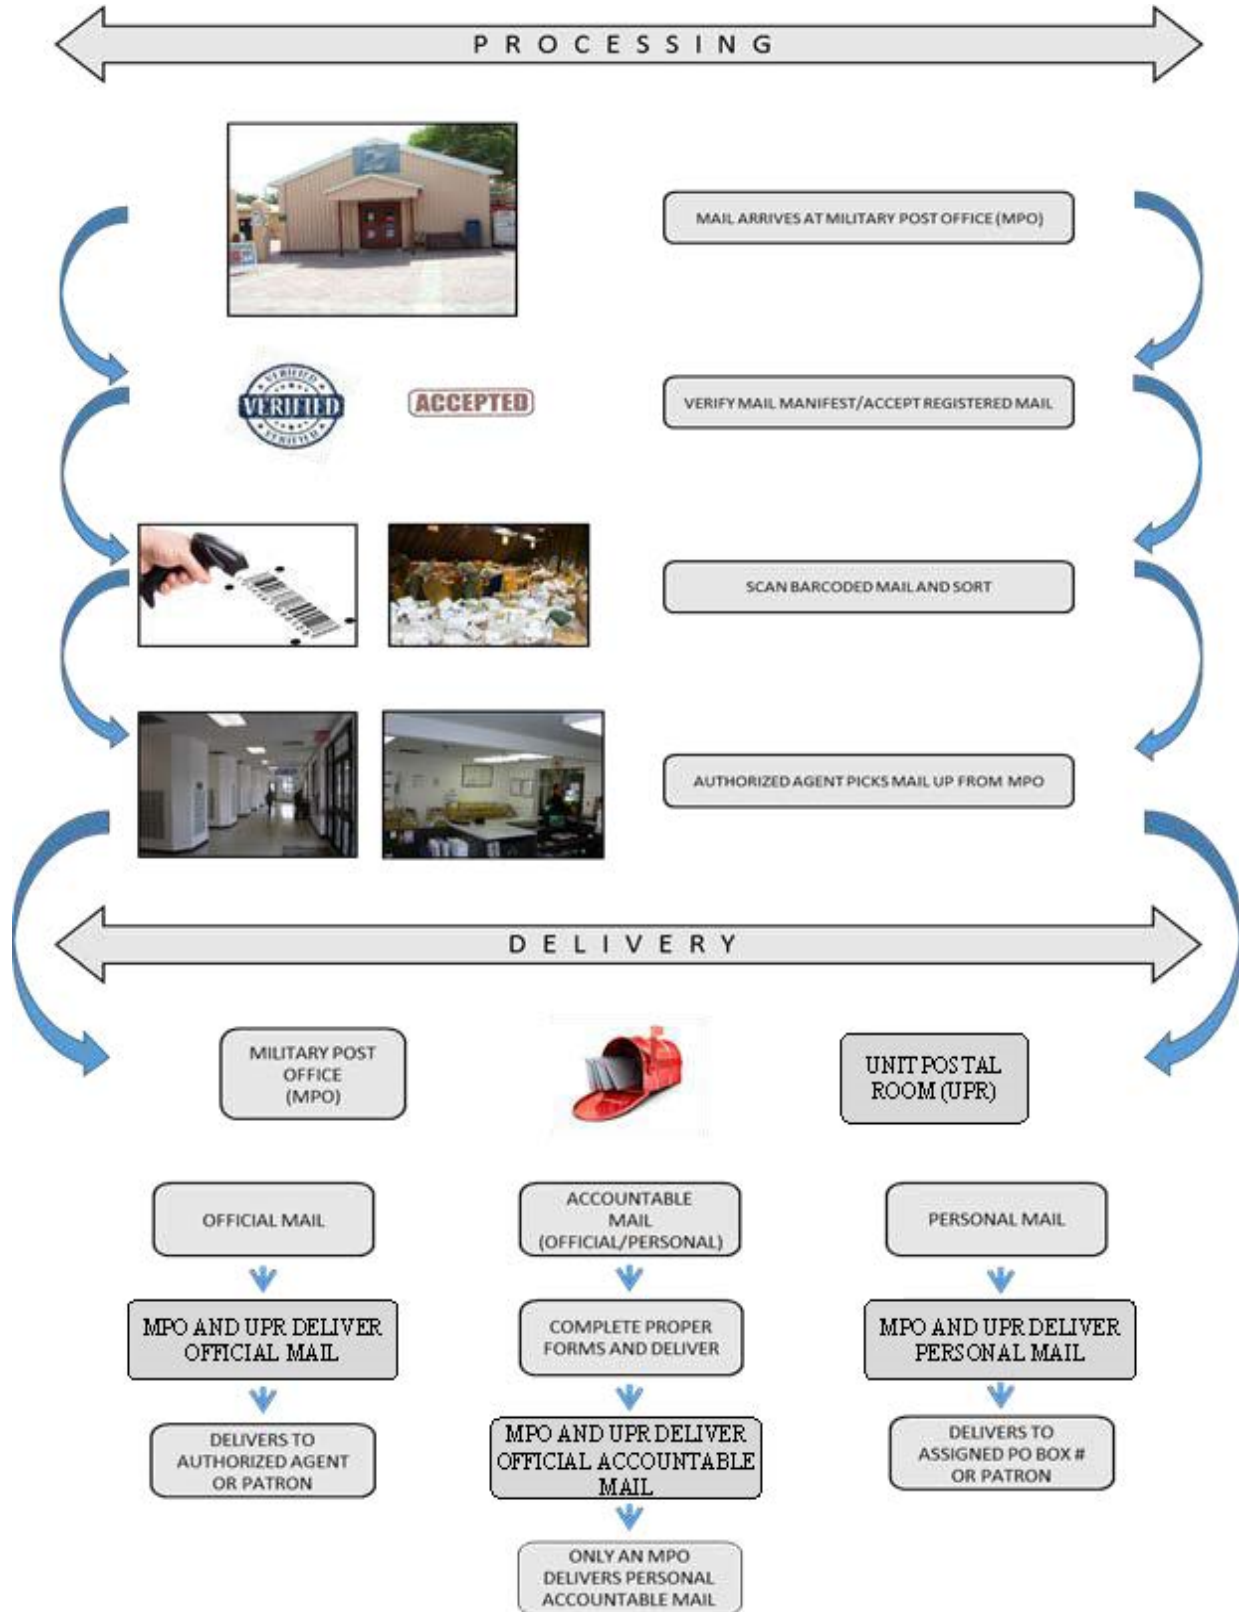 PROCESSING
MAIL ARRIVES AT MILITARY POST OFFICE (MPO)
VERIFIED
VERIFIED
VERIFIED
ACCEPTED
VERIFY MAIL MANIFEST/ACCEPT REGISTERED MAIL
SCAN BARCODED MAIL AND SORT
AUTHORIZED AGENT PICKS MAIL UP FROM MPO
DELIVERY
MILITARY POST
OFFICE
(MPO)
UNIT POSTAL
ROOM (UPR)
OFFICIAL MAIL
ACCOUNTABLE
MAIL
(OFFICIAL/PERSONAL)
PERSONAL MAIL
MPO AND UPR DELIVER
OFFICIAL MAIL
COMPLETE PROPER
FORMS AND DELIVER
MPO AND UPR DELIVER
PERSONAL MAIL
DELIVERS TO
AUTHORIZED AGENT
OR PATRON
MPO AND UPR DELIVER
OFFICIAL ACCOUNTABLE
MAIL
DELIVERS TO
ASSIGNED PO BOX #
OR PATRON
ONLY AN MPO
DELIVERS PERSONAL
ACCOUNTABLE MAIL